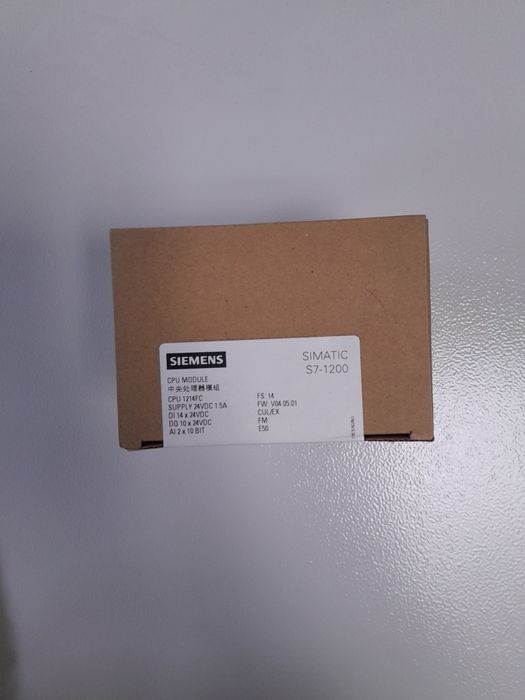 SIEMENS
SIMATIC
S7-1200
CPU MODULE
中央处理器模组
CPU 1214FC
SUPPLY 24VDC 1.5A
DI 14 x 24VDC
DQ 10 x 24VDC
AI 2 x 10 BIT
FS: 14
FW: V04.05.01
CUL/EX
FM
E50